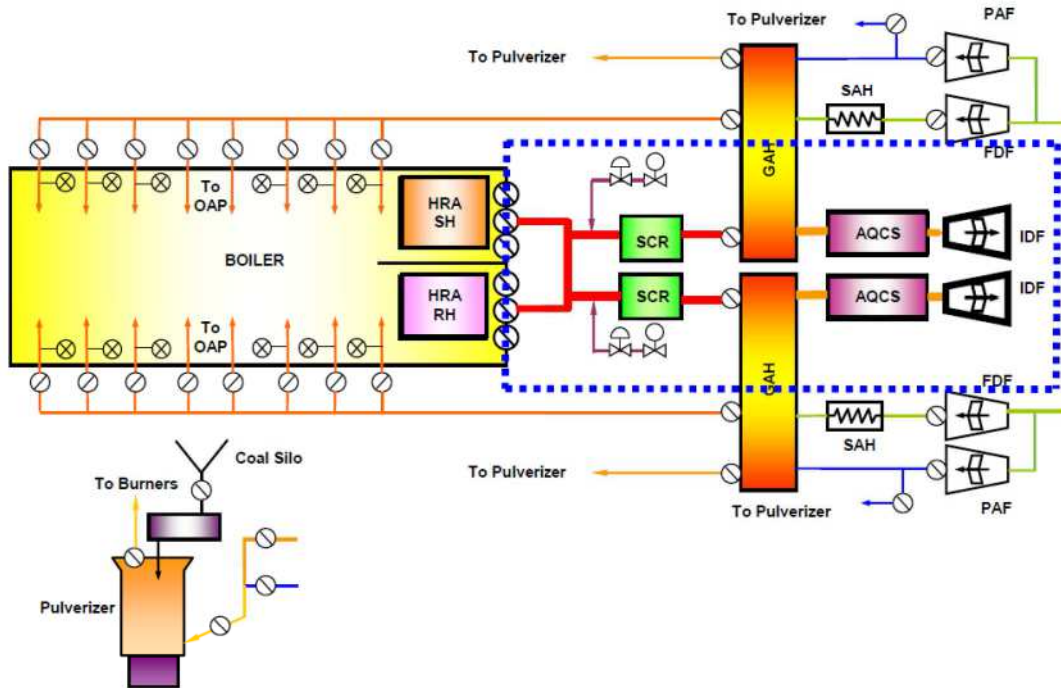 To Pulverizer
PAF
To Pulverizer
SAH
FDF
GAH
To
OAP
HRA
SH
SCR
AQCS
IDF
BOILER
HRA
RH
SCR
AQCS
IDF
To
OAP
GAH
FDF
SAH
Coal Silo
To Burners
To Pulverizer
To Pulverizer
PAF
Pulverizer